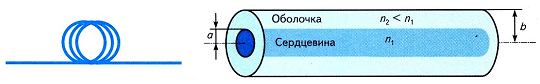 Оболочка n₂ < n₁
a
Сердцевина n₁
b